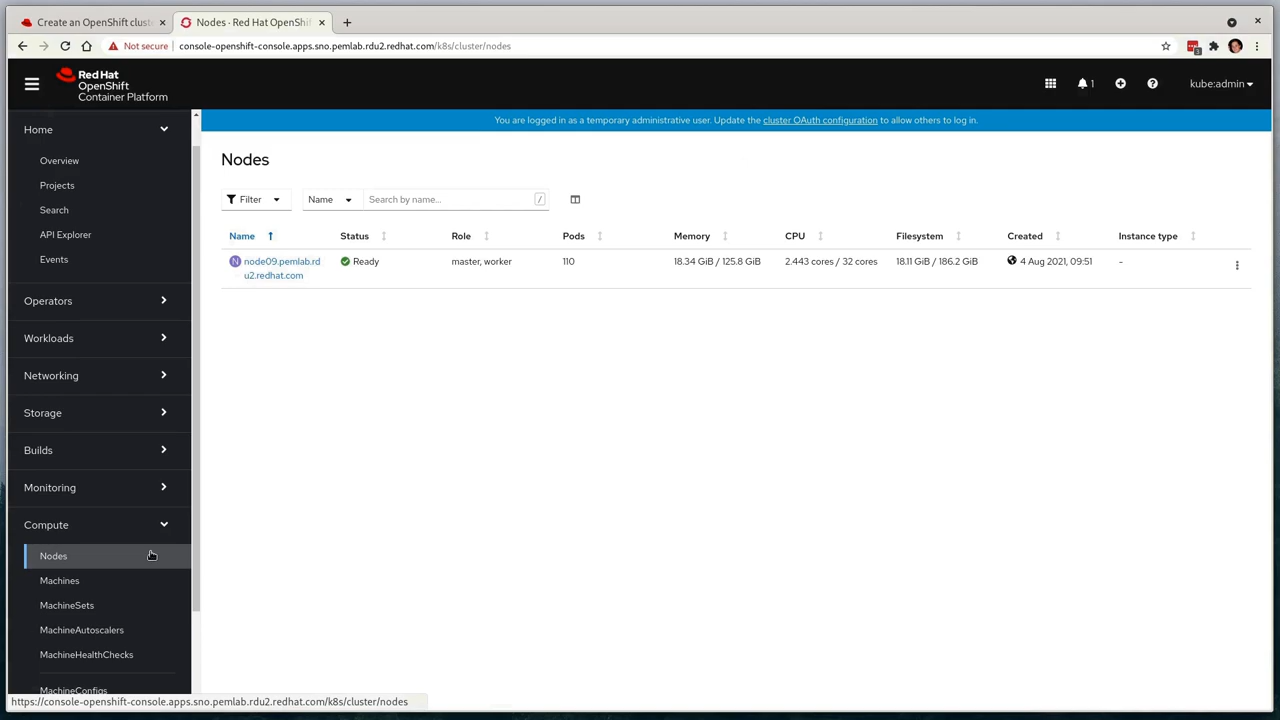 Create an OpenShift cluste
Nodes · Red Hat OpenShif
Not secure
console-openshift-console.apps.sno.pemlab.rdu2.redhat.com/k8s/cluster/nodes
3
Red Hat
OpenShift
Container Platform
1
kube:admin
You are logged in as a temporary administrative user. Update the cluster OAuth configuration to allow others to log in.
Home
Overview
Projects
Search
API Explorer
Events
Operators
Workloads
Networking
Storage
Builds
Monitoring
Compute
Nodes
Machines
MachineSets
MachineAutoscalers
MachineHealthChecks
MachineConfigs
Nodes
Filter
Name
Search by name...
/
Name Status Role Pods Memory CPU Filesystem Created Instance type
N node09.pemlab.rd Ready master, worker 110 18.34 GiB / 125.8 GiB 2.443 cores / 32 cores 18.11 GiB / 186.2 GiB 4 Aug 2021, 09:51 -
u2.redhat.com
https://console-openshift-console.apps.sno.pemlab.rdu2.redhat.com/k8s/cluster/nodes